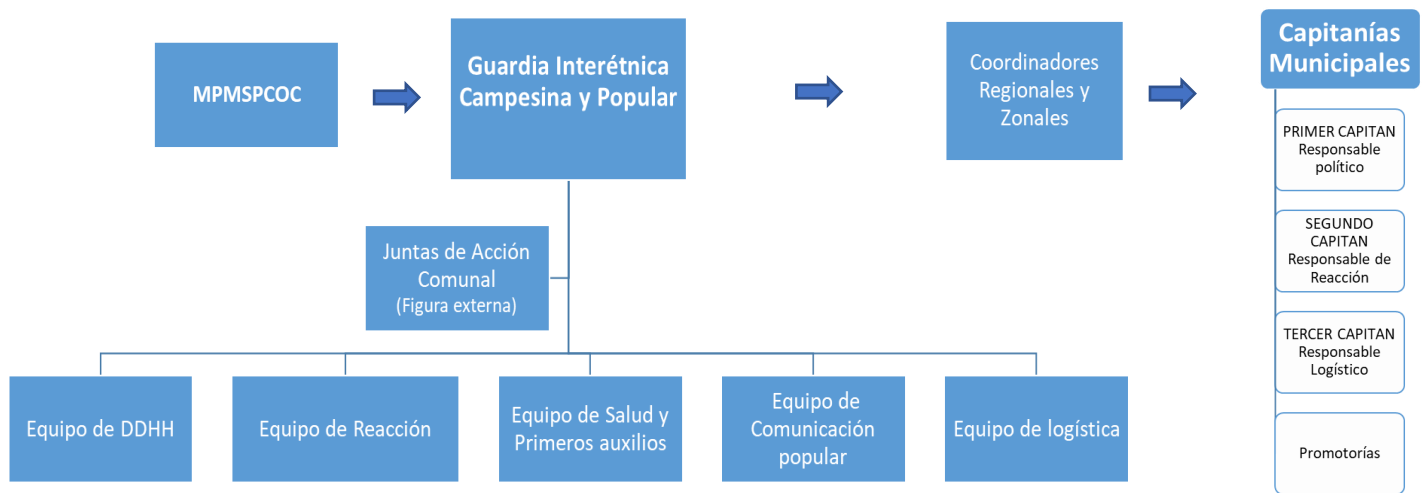 MPMSPCOC
Guardia Interétnica
Campesina y Popular
Coordinadores
Regionales y
Zonales
Capitanías
Municipales
PRIMER CAPITAN
Responsable
político
SEGUNDO
CAPITAN
Responsable de
Reacción
TERCER CAPITAN
Responsable
Logístico
Promotorías
Juntas de Acción
Comunal
(Figura externa)
Equipo de DDHH
Equipo de Reacción
Equipo de Salud y
Primeros auxilios
Equipo de
Comunicación
popular
Equipo de logística